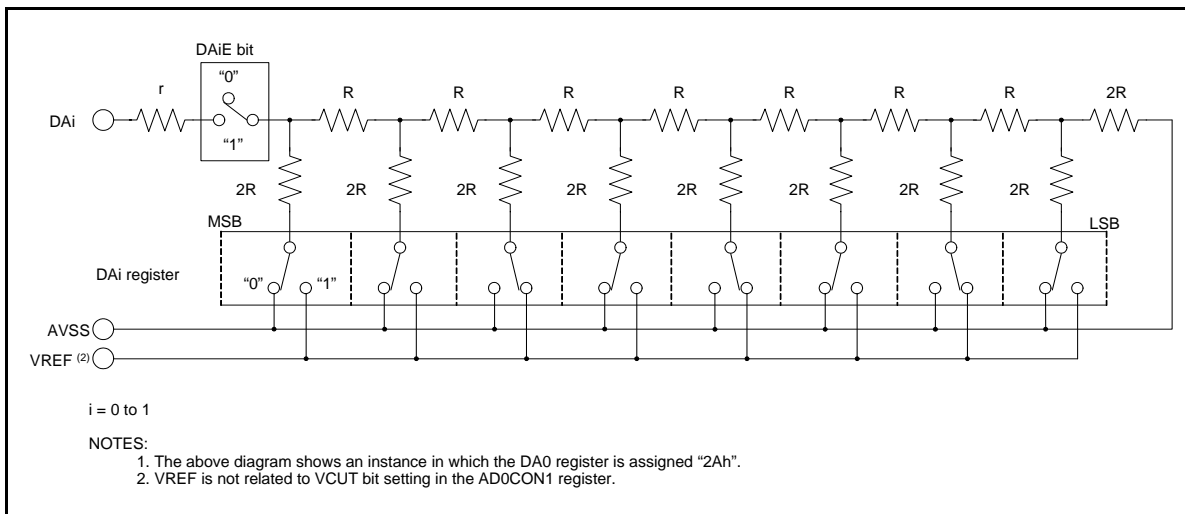 DAiE bit
“0”
r
R
R
R
R
R
R
R
2R
DAi
“1”
2R
2R
2R
2R
2R
2R
2R
2R
MSB
LSB
DAi register
“0”
“1”
AVSS
VREF (2)
i = 0 to 1
NOTES:
1. The above diagram shows an instance in which the DA0 register is assigned “2Ah”.
2. VREF is not related to VCUT bit setting in the AD0CON1 register.